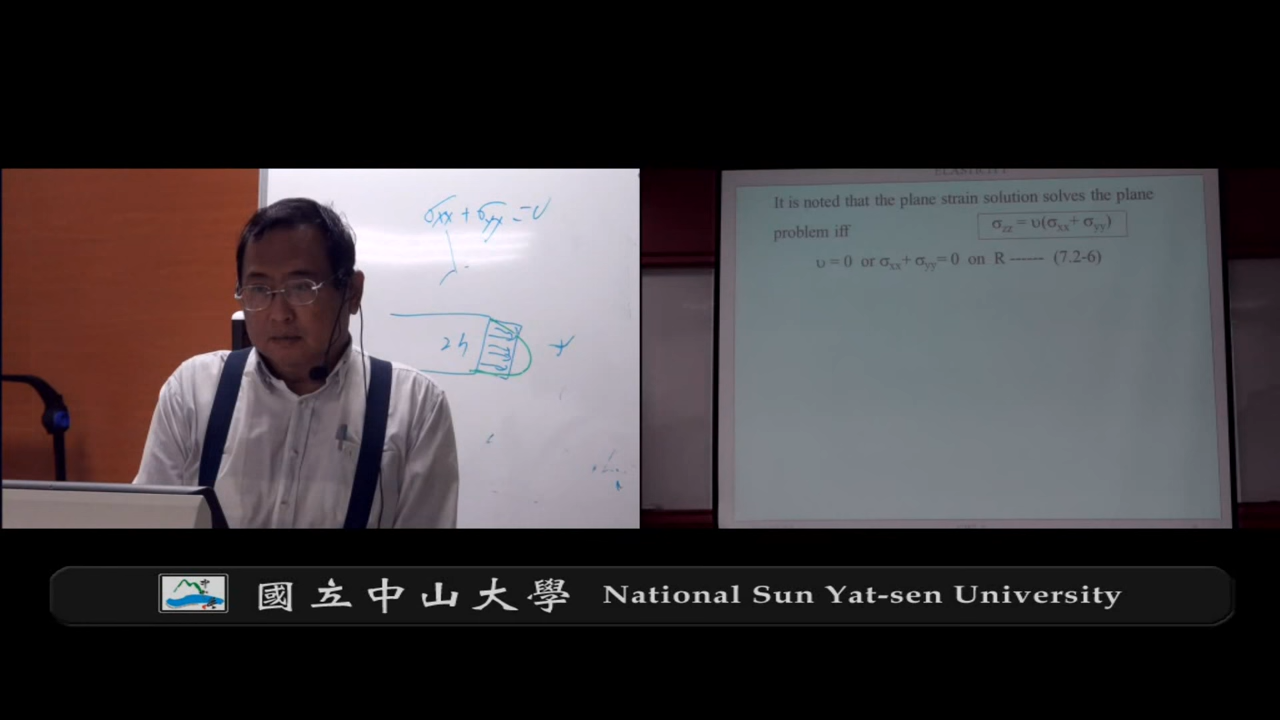 σxx + σyy = υ
2h
ELASTICITY
It is noted that the plane strain solution solves the plane
problem iff σzz = υ(σxx+ σyy)
υ = 0 or σxx+ σyy=0 on R ------ (7.2-6)
國立中山大學 National Sun Yat-sen University